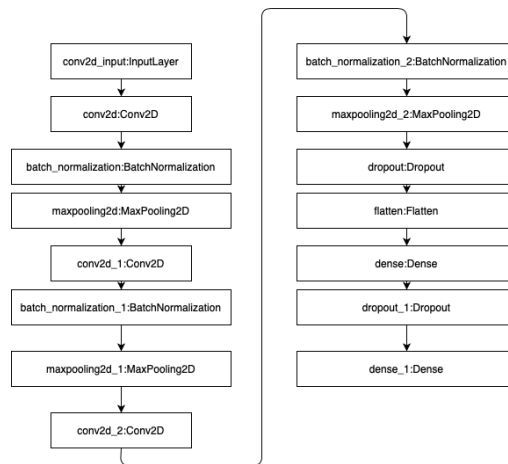 conv2d_input:InputLayer
conv2d:Conv2D
batch_normalization:BatchNormalization
maxpooling2d:MaxPooling2D
conv2d_1:Conv2D
batch_normalization_1:BatchNormalization
maxpooling2d_1:MaxPooling2D
conv2d_2:Conv2D
batch_normalization_2:BatchNormalization
maxpooling2d_2:MaxPooling2D
dropout:Dropout
flatten:Flatten
dense:Dense
dropout_1:Dropout
dense_1:Dense